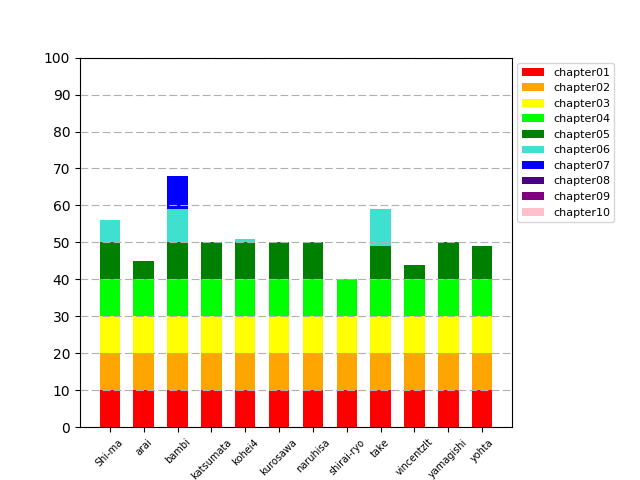 100
90
80
70
60
50
40
30
20
10
0
Shi-ma
arai
bambi
katsumata
kohei4
kurosawa
naruhisa
shirai-ryo
take
vincentzlt
yamagishi
yohta
chapter01
chapter02
chapter03
chapter04
chapter05
chapter06
chapter07
chapter08
chapter09
chapter10